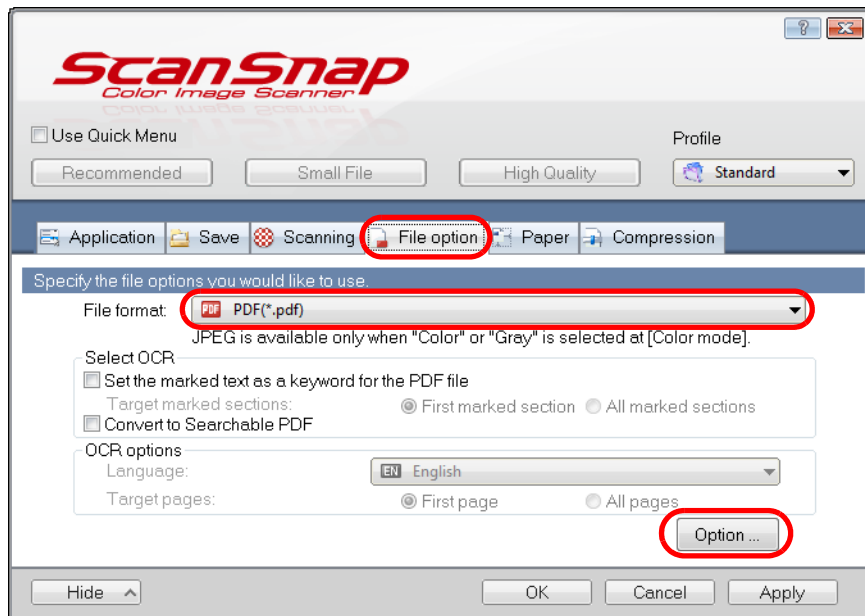 ScanSnap
Color Image Scanner
Use Quick Menu
Profile
Recommended Small File High Quality Standard
Application Save Scanning File option Paper Compression
Specify the file options you would like to use.
File format: PDF PDF(*.pdf)
JPEG is available only when "Color" or "Gray" is selected at [Color mode].
Select OCR
Set the marked text as a keyword for the PDF file
Target marked sections: First marked section All marked sections
Convert to Searchable PDF
OCR options
Language: EN English
Target pages: First page All pages
Option ...
Hide OK Cancel Apply